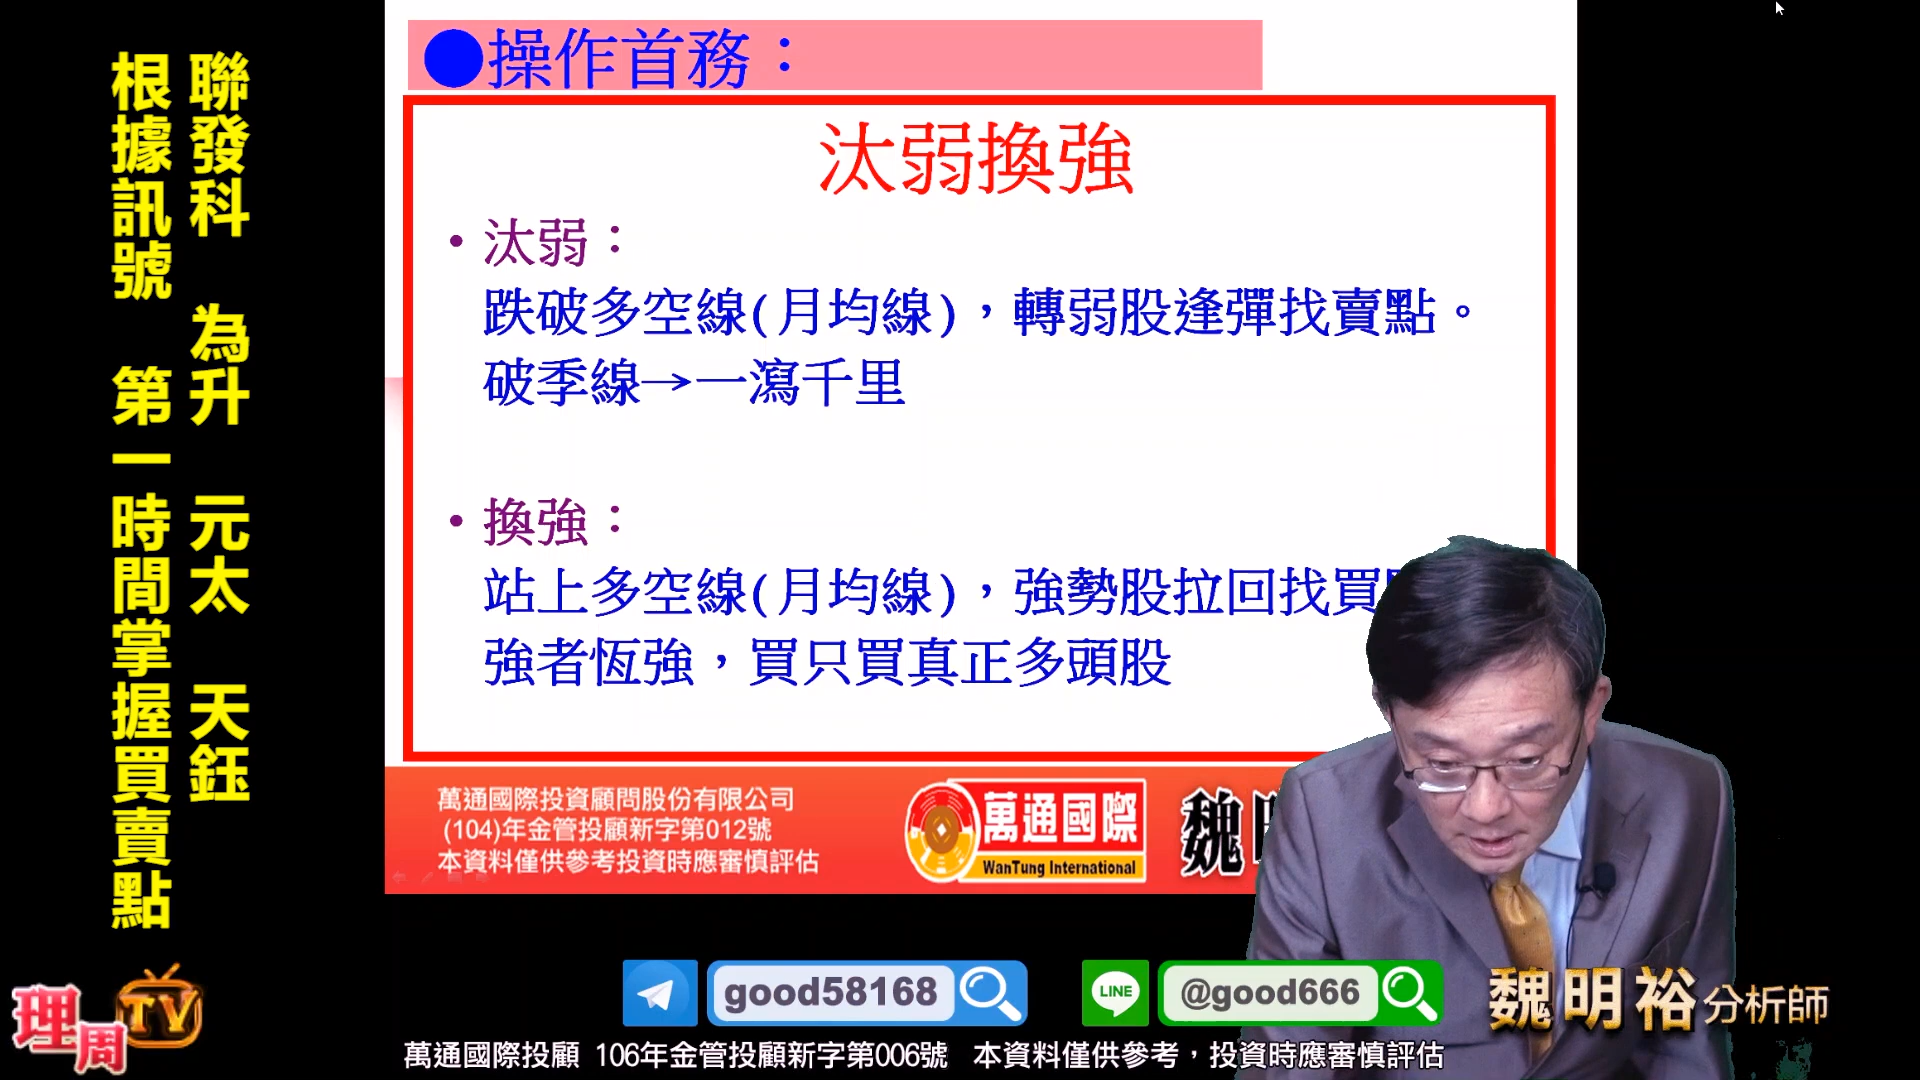 聯發科 為升 元太 天鈺
根據訊號 第一時間掌握買賣點
●操作首務：
汰弱換強
• 汰弱：
跌破多空線(月均線)，轉弱股逢彈找賣點。
破季線→一瀉千里
• 換強：
站上多空線(月均線)，強勢股拉回找買
強者恆強，買只買真正多頭股
萬通國際投資顧問股份有限公司
(104)年金管投顧新字第012號
本資料僅供參考投資時應審慎評估
萬通國際
WanTung International
魏
good58168
LINE
@good666
魏明裕分析師
理周TV
萬通國際投顧 106年金管投顧新字第006號 本資料僅供參考，投資時應審慎評估